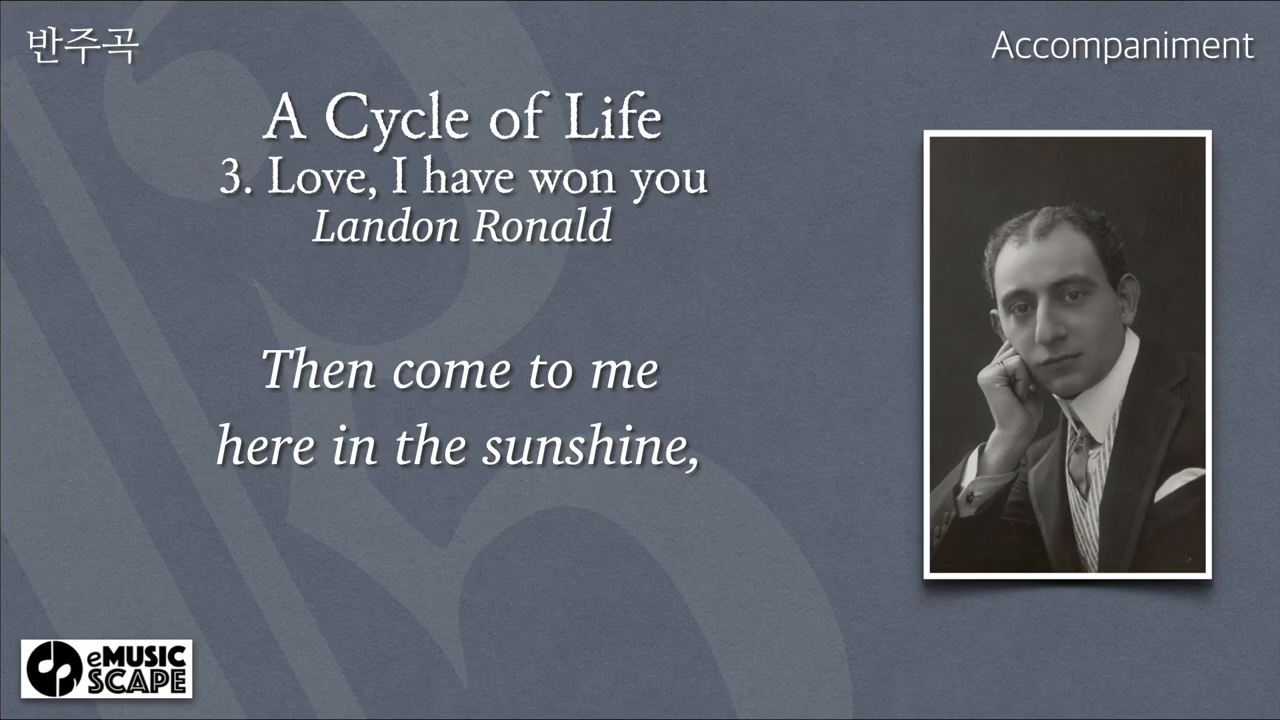 반주곡
Accompaniment
A Cycle of Life
3. Love, I have won you
Landon Ronald
Then come to me
here in the sunshine,
eMUSIC
SCAPE